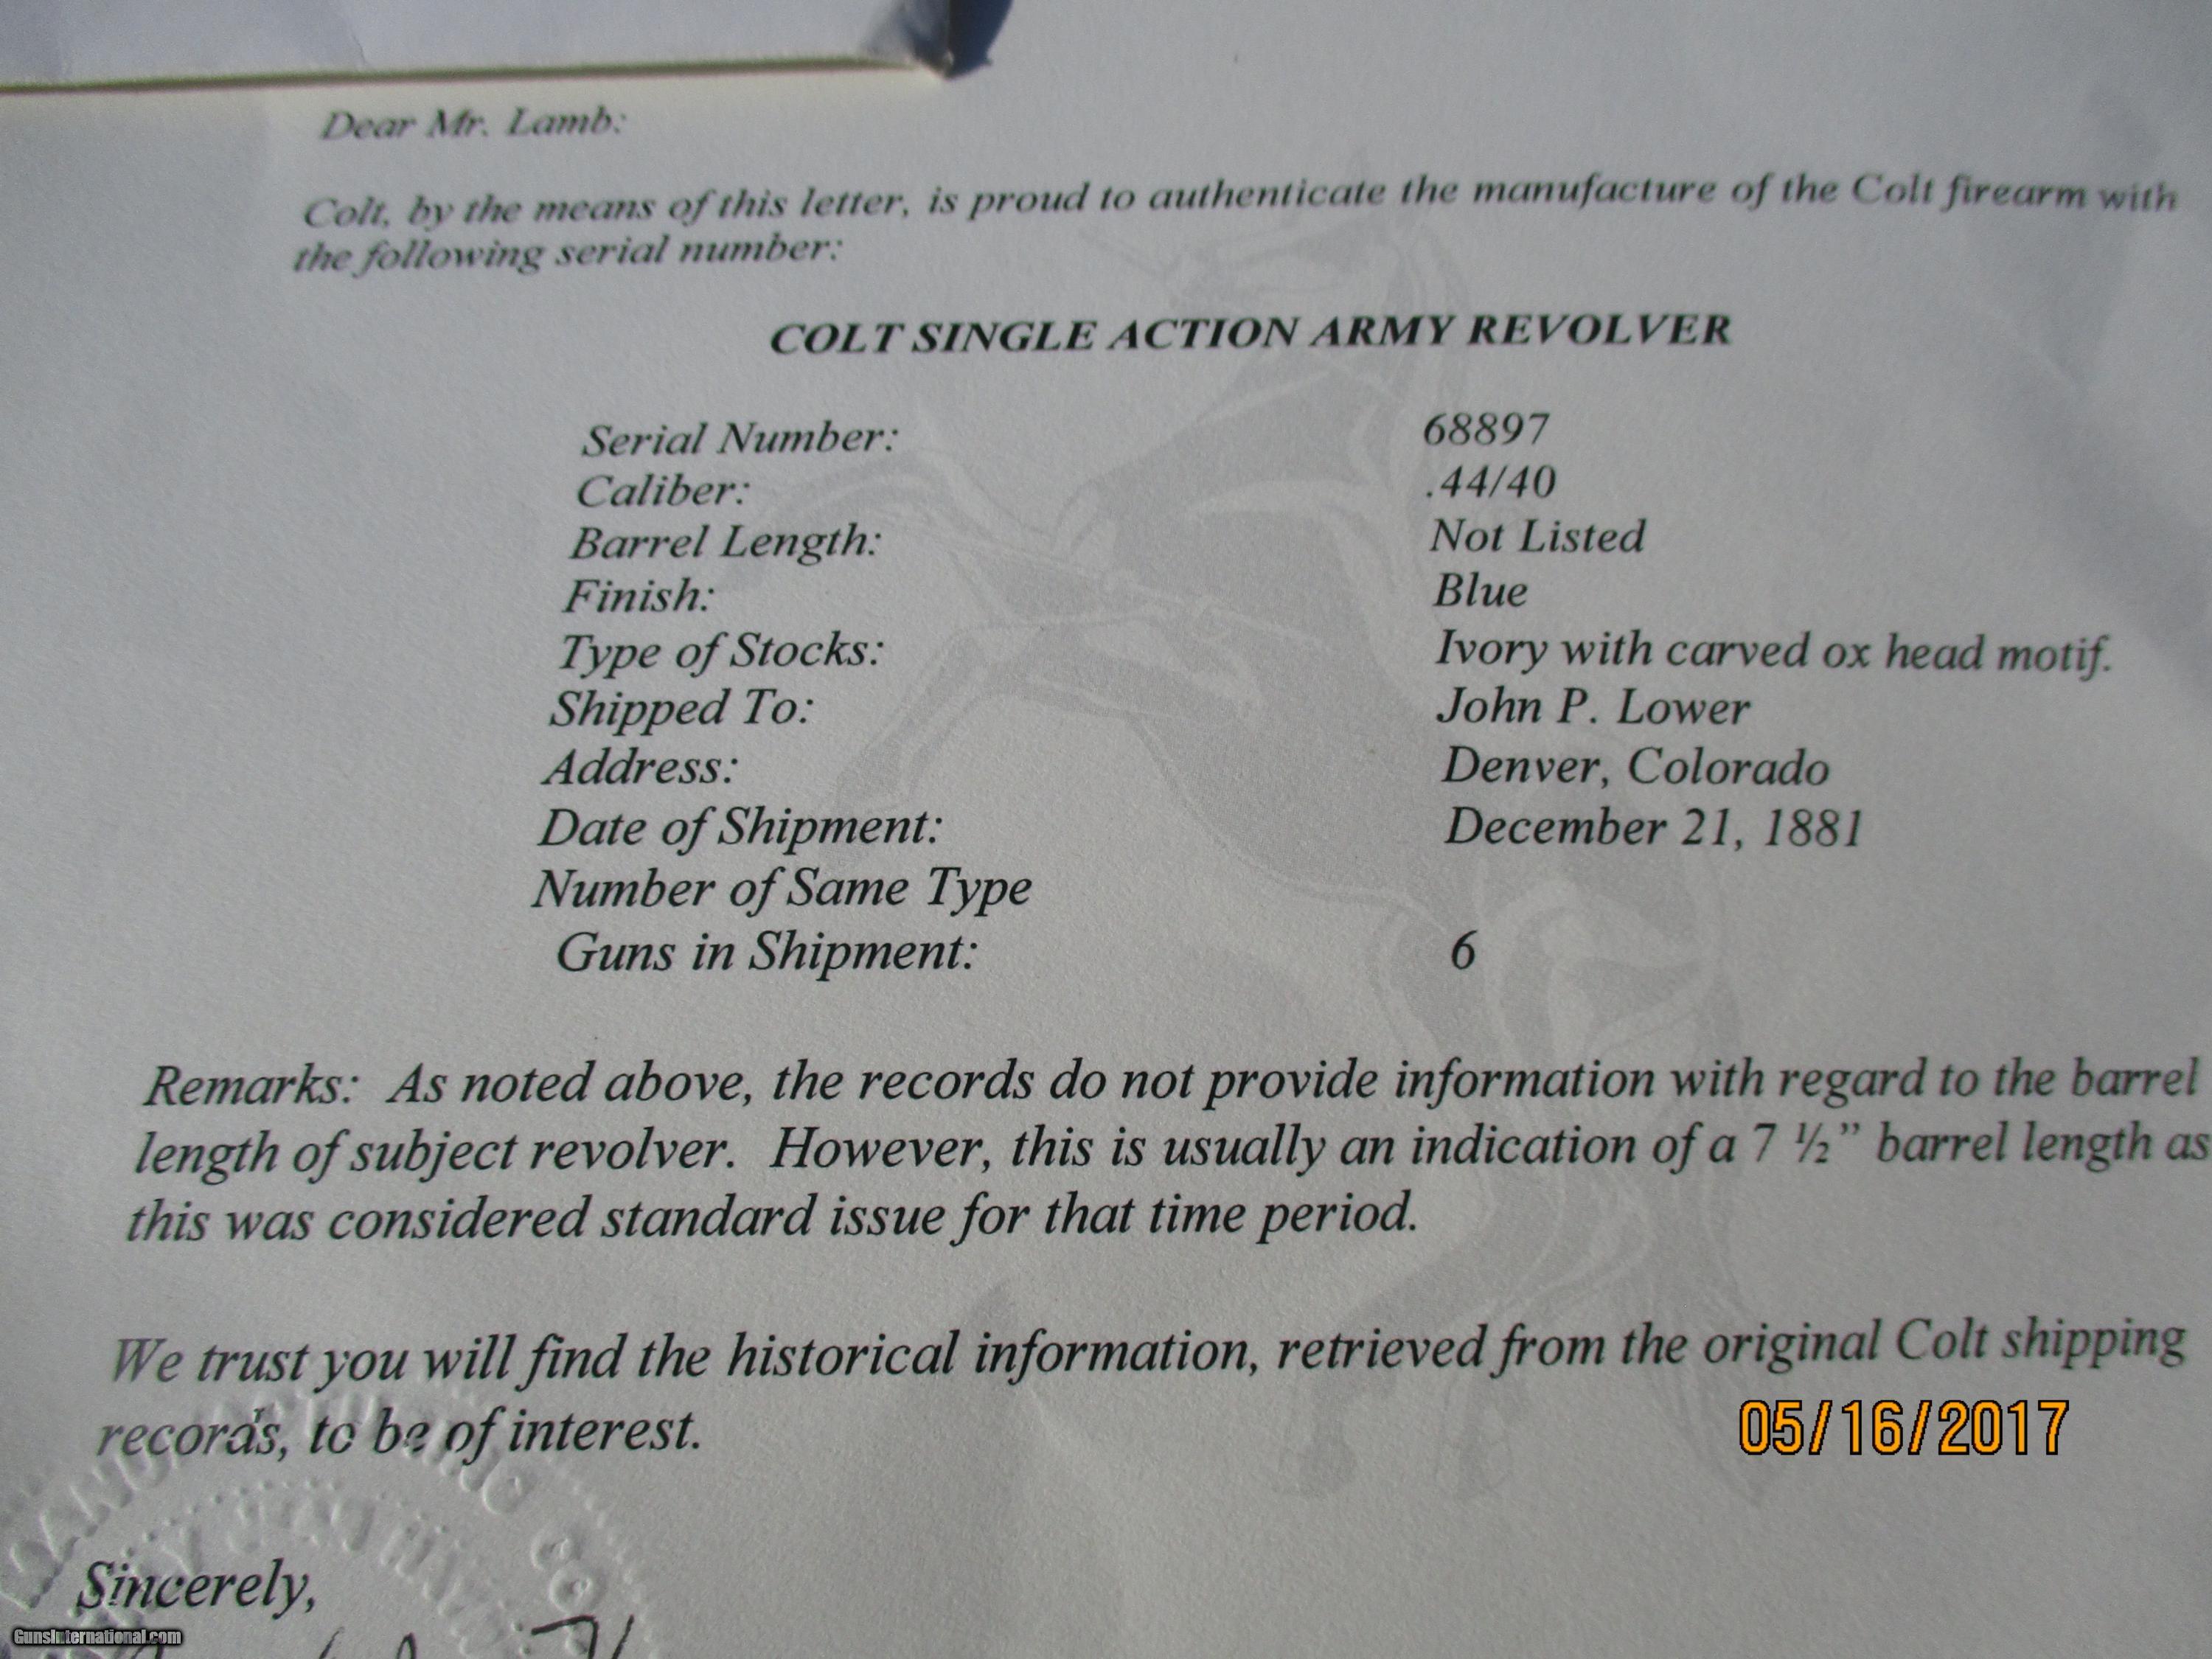 Dear Mr. Lamb:
Colt, by the means of this letter, is proud to authenticate the manufacture of the Colt firearm with
the following serial number:
COLT SINGLE ACTION ARMY REVOLVER
Serial Number: 68897
Caliber: .44/40
Barrel Length: Not Listed
Finish: Blue
Type of Stocks: Ivory with carved ox head motif.
Shipped To: John P. Lower
Address: Denver, Colorado
Date of Shipment: December 21, 1881
Number of Same Type
Guns in Shipment: 6
Remarks: As noted above, the records do not provide information with regard to the barrel
length of subject revolver. However, this is usually an indication of a 7 ½” barrel length as
this was considered standard issue for that time period.
We trust you will find the historical information, retrieved from the original Colt shipping
records, to be of interest.
05/16/2017
Sincerely,
GunsInternational.com